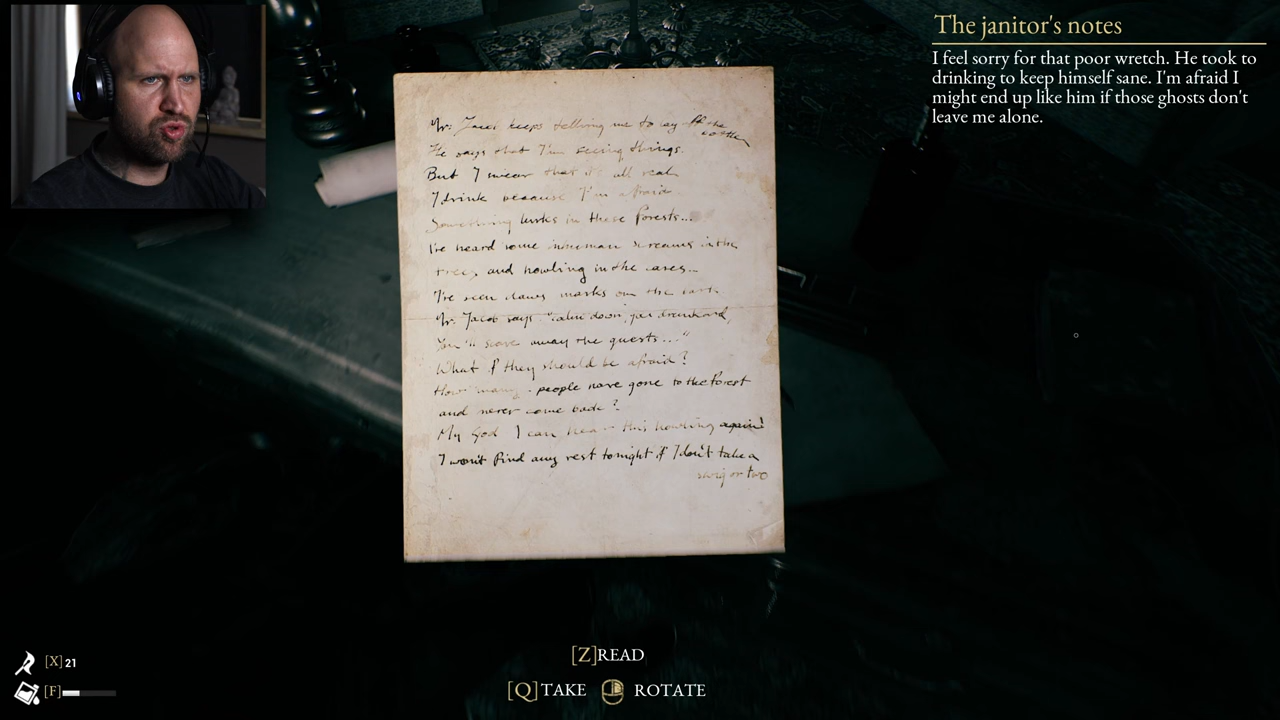 The janitor's notes
I feel sorry for that poor wretch. He took to
drinking to keep himself sane. I'm afraid I
might end up like him if those ghosts don't
leave me alone.
Mr. Jacob keeps telling me to lay off the
bottle
He says that I'm seeing things.
But I swear that it's all real
I drink because I'm afraid
Something lurks in these forests...
I've heard some inhuman screams in the
trees and howling in the caves...
I've seen claws marks on the bark
Mr. Jacob says "calm down, you drunkard,
You'll scare away the guests..."
What if they should be afraid?
How many people have gone to the forest
and never come back?
My God I can hear this howling again!
I won't find any rest tonight if I don't take a
swig or two
[Z]READ
[Q]TAKE ROTATE
[X] 21
[F]